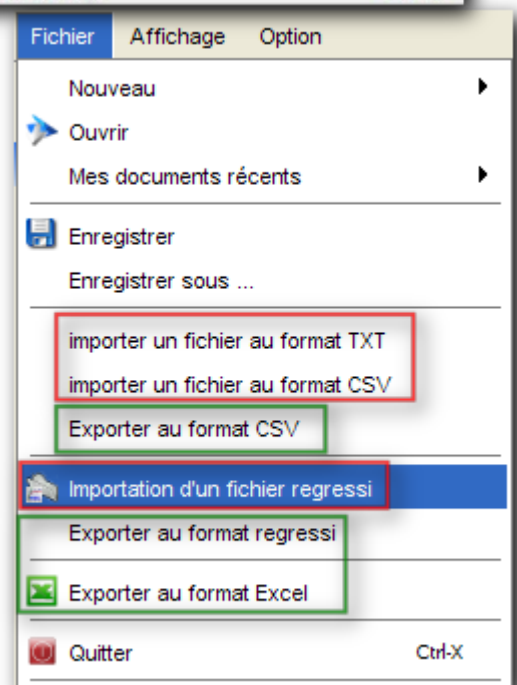 Fichier Affichage Option
Nouveau
Ouvrir
Mes documents récents
Enregistrer
Enregistrer sous ...
importer un fichier au format TXT
importer un fichier au format CSV
Exporter au format CSV
Importation d'un fichier regressi
Exporter au format regressi
Exporter au format Excel
Quitter Ctrl-X